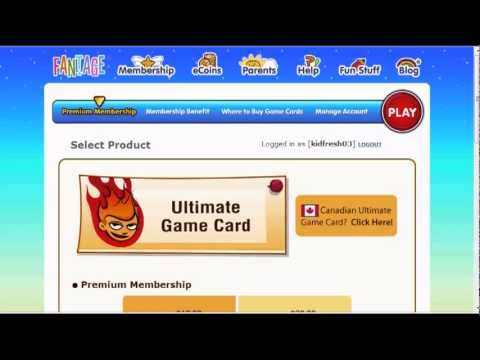 FANTAGE
Membership
eCoins
Parents
Help
Fun Stuff
Blog
Premium Membership
Membership Benefit
Where to Buy Game Cards
Manage Account
PLAY
Select Product
Logged in as [kidfresh03] LOGOUT
Ultimate
Game Card
Canadian Ultimate
Game Card? Click Here!
• Premium Membership